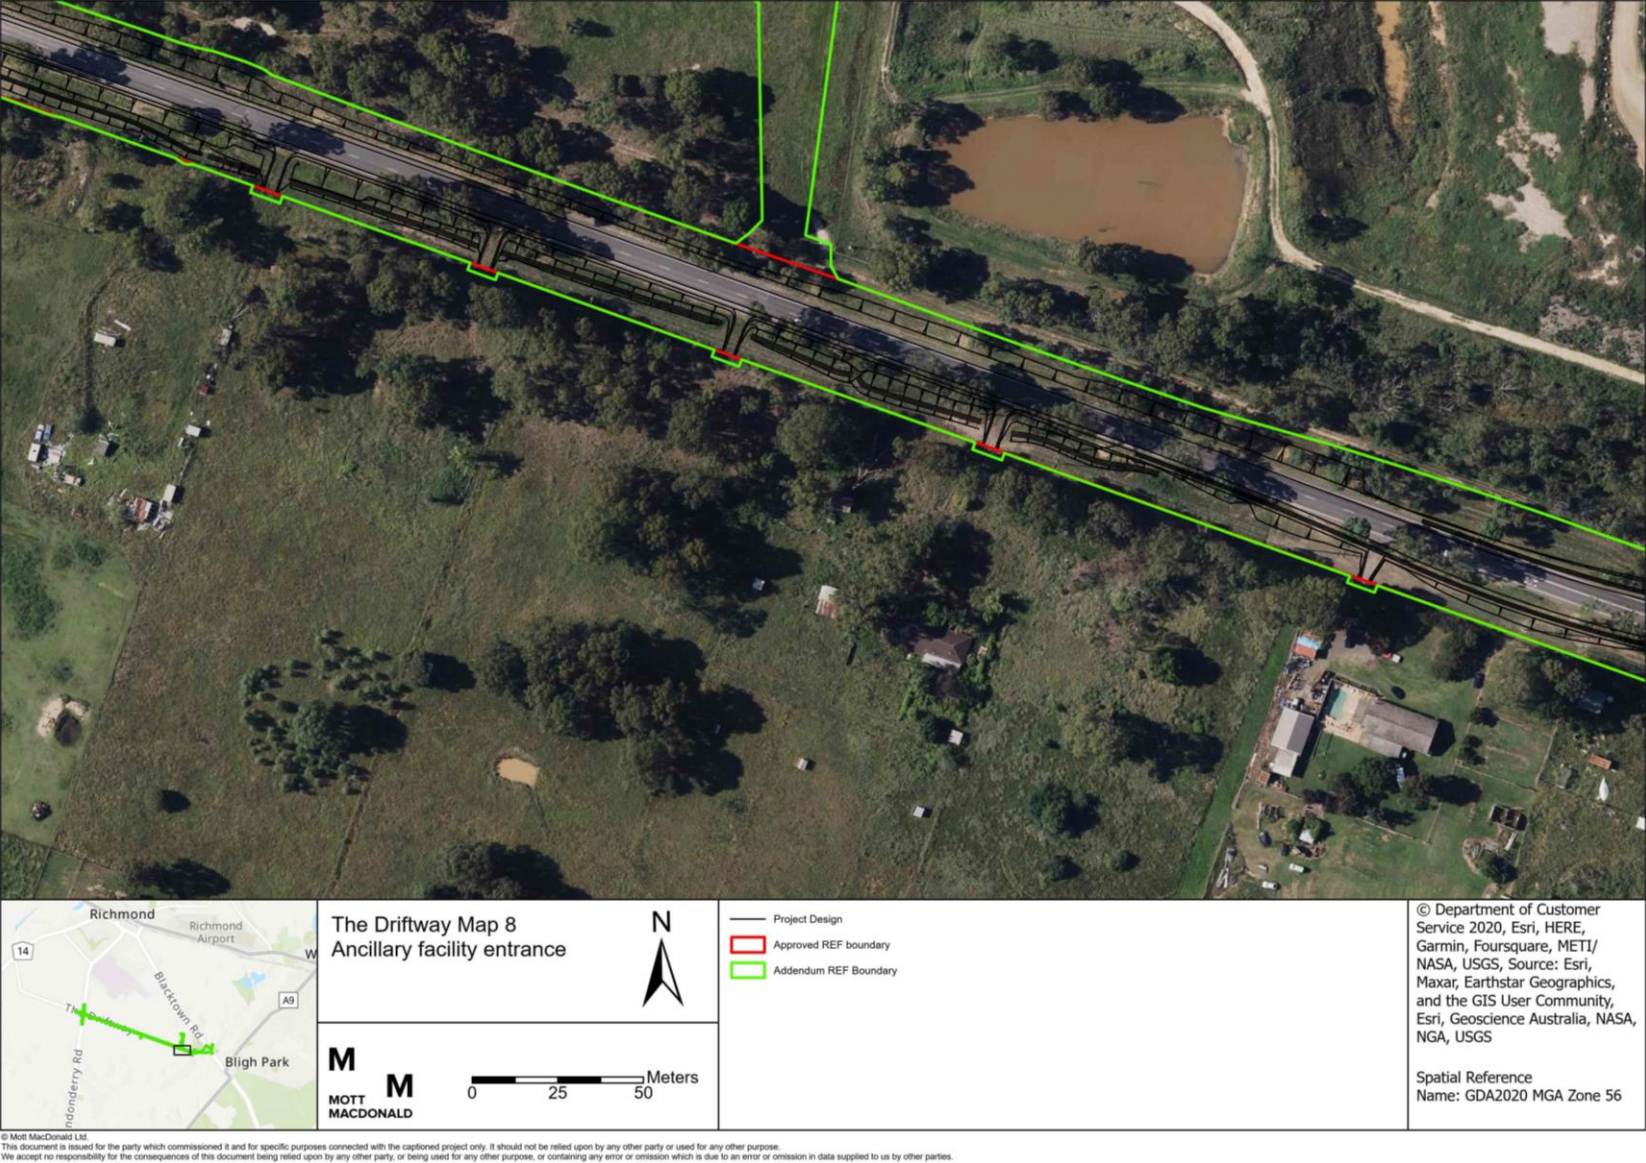 Richmond
Richmond
Airport
14
W
Blacktown Rd
A9
The Driftway
Bligh Park
ndonderry Rd
The Driftway Map 8
Ancillary facility entrance
N
M
M
MOTT
MACDONALD
Meters
0 25 50
Project Design
Approved REF boundary
Addendum REF Boundary
© Department of Customer
Service 2020, Esri, HERE,
Garmin, Foursquare, METI/
NASA, USGS, Source: Esri,
Maxar, Earthstar Geographics,
and the GIS User Community,
Esri, Geoscience Australia, NASA,
NGA, USGS
Spatial Reference
Name: GDA2020 MGA Zone 56
© Mott MacDonald Ltd.
This document is issued for the party which commissioned it and for specific purposes connected with the captioned project only. It should not be relied upon by any other party or used for any other purpose.
We accept no responsibility for the consequences of this document being relied upon by any other party, or being used for any other purpose, or containing any error or omission which is due to an error or omission in data supplied to us by other parties.